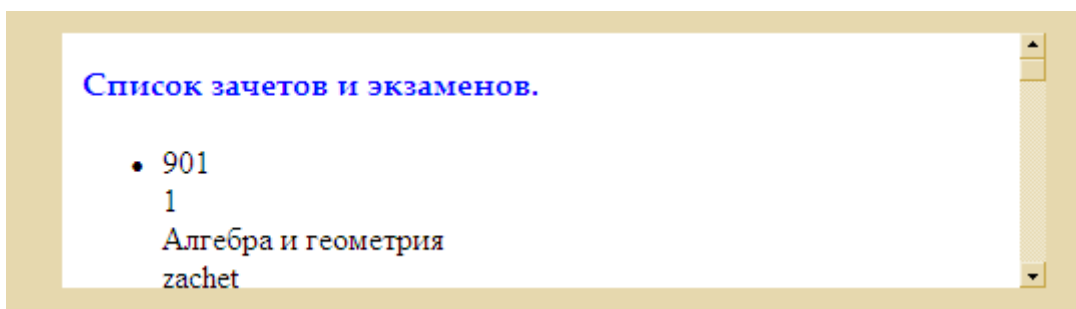 Список зачетов и экзаменов.
901
1
Алгебра и геометрия
zachet